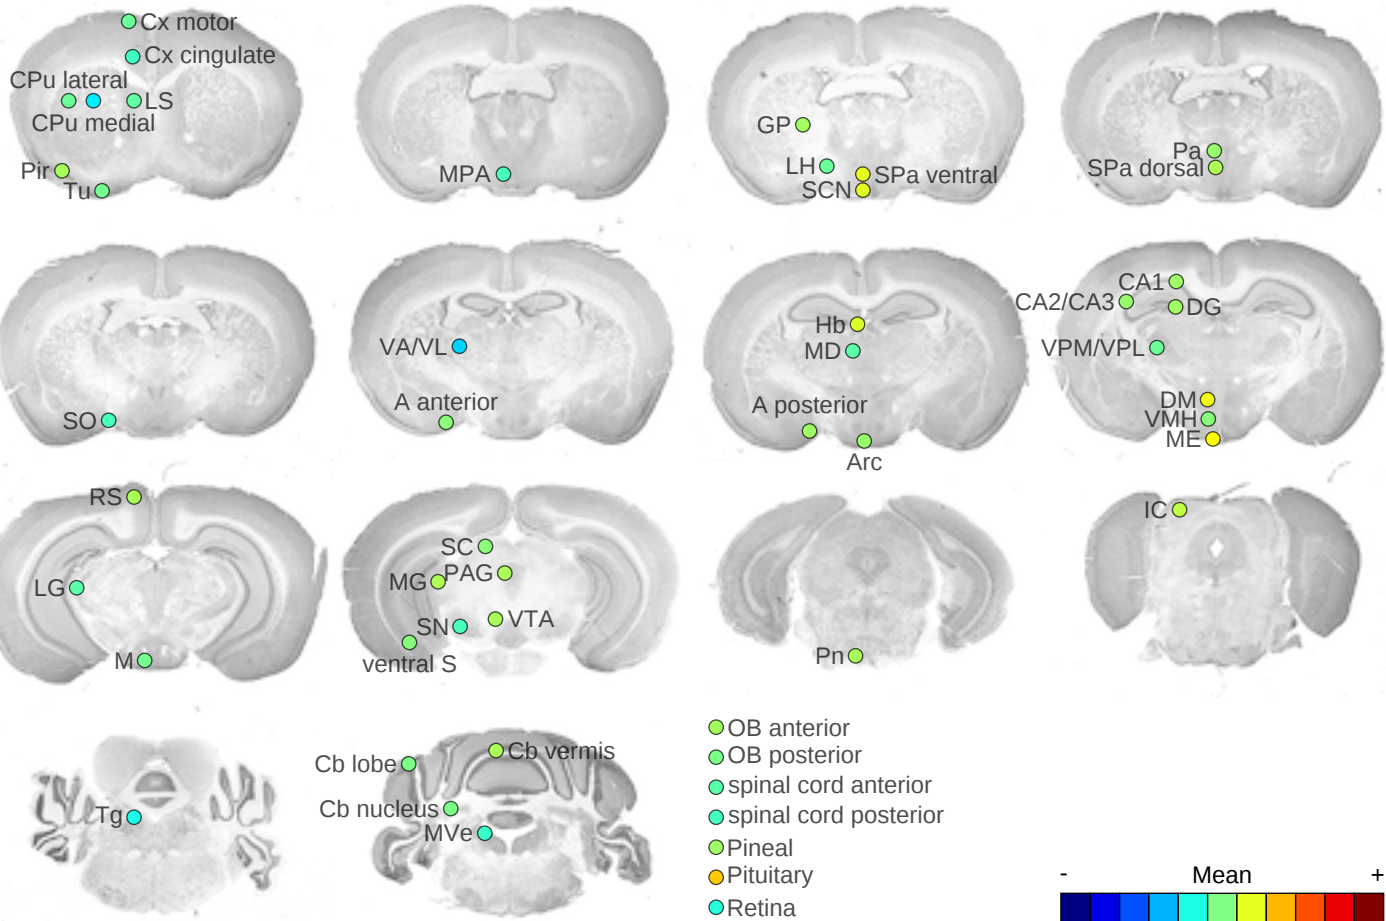 Cx motor
Cx cingulate
CPu lateral
LS
CPu medial
Pir
Tu
MPA
GP
LH
SPa ventral
SCN
Pa
SPa dorsal
SO
VA/VL
A anterior
Hb
MD
A posterior
Arc
CA1
CA2/CA3
DG
VPM/VPL
DM
VMH
ME
RS
LG
M
SC
MG
PAG
SN
VTA
ventral S
Pn
IC
Tg
Cb lobe
Cb vermis
Cb nucleus
MVe
OB anterior
OB posterior
spinal cord anterior
spinal cord posterior
Pineal
Pituitary
Retina
- Mean +